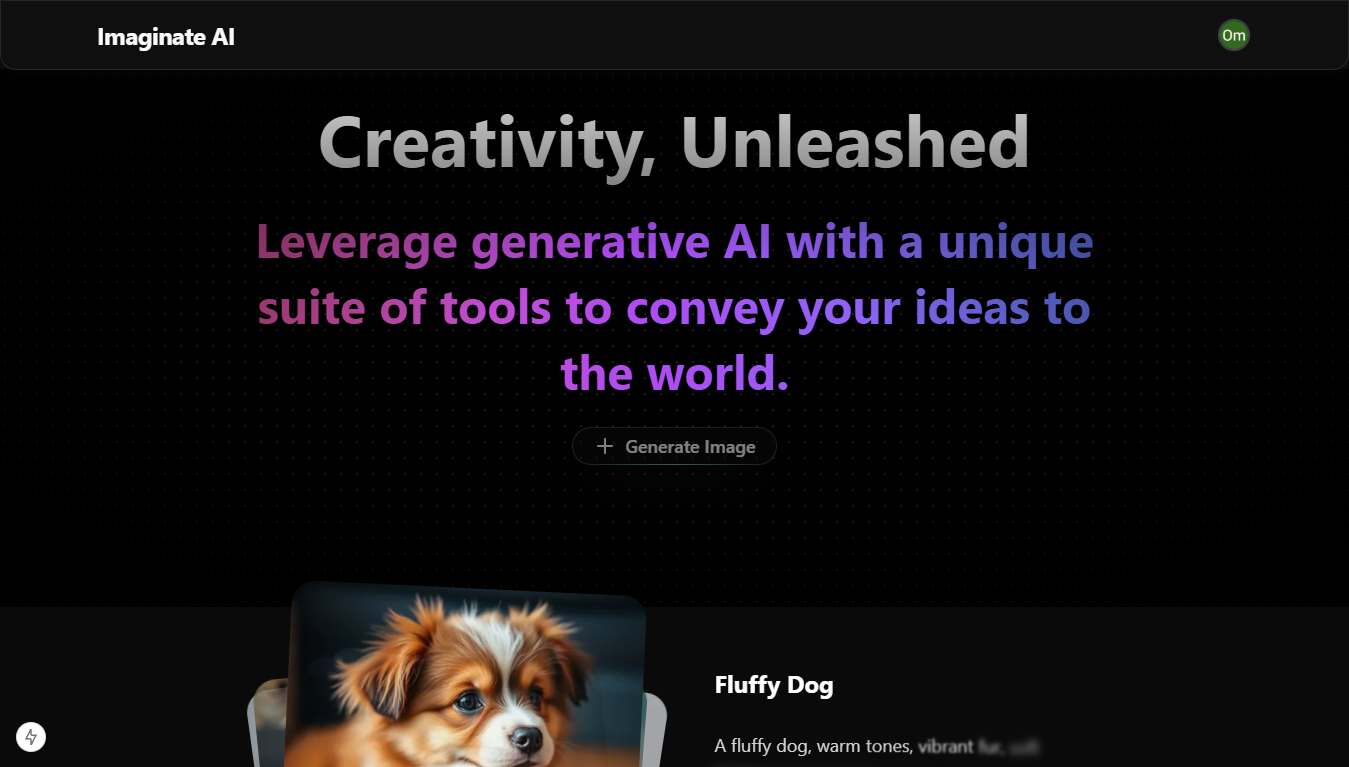 Imaginate AI
Om
Creativity, Unleashed
Leverage generative AI with a unique
suite of tools to convey your ideas to
the world.
Generate Image
Fluffy Dog
A fluffy dog, warm tones, vibrant fur,